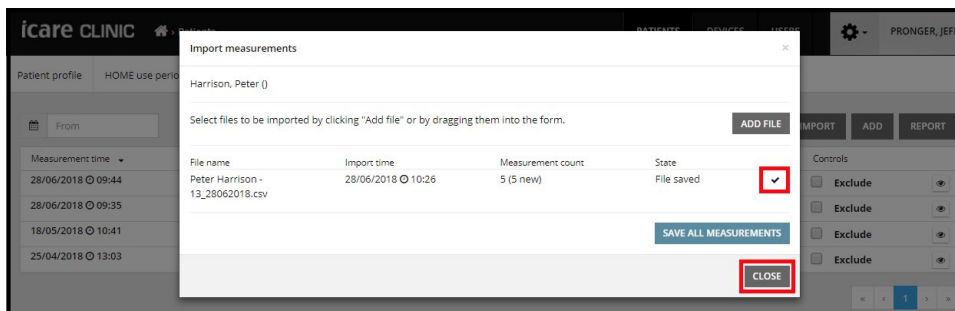 icare CLINIC
Patients
PATIENTS DEVICES USERS
PRONGER, JEF
Patient profile HOME use perio
Import measurements ×
Harrison, Peter ()
Select files to be imported by clicking "Add file" or by dragging them into the form.
ADD FILE
From
IMPORT ADD REPORT
Measurement time
Controls
File name Import time Measurement count State
Peter Harrison - 28/06/2018 10:26 5 (5 new) File saved
13_28062018.csv
28/06/2018 09:44 Exclude
28/06/2018 09:35 Exclude
18/05/2018 10:41 Exclude
25/04/2018 13:03 Exclude
SAVE ALL MEASUREMENTS
CLOSE
« ‹ 1 › »